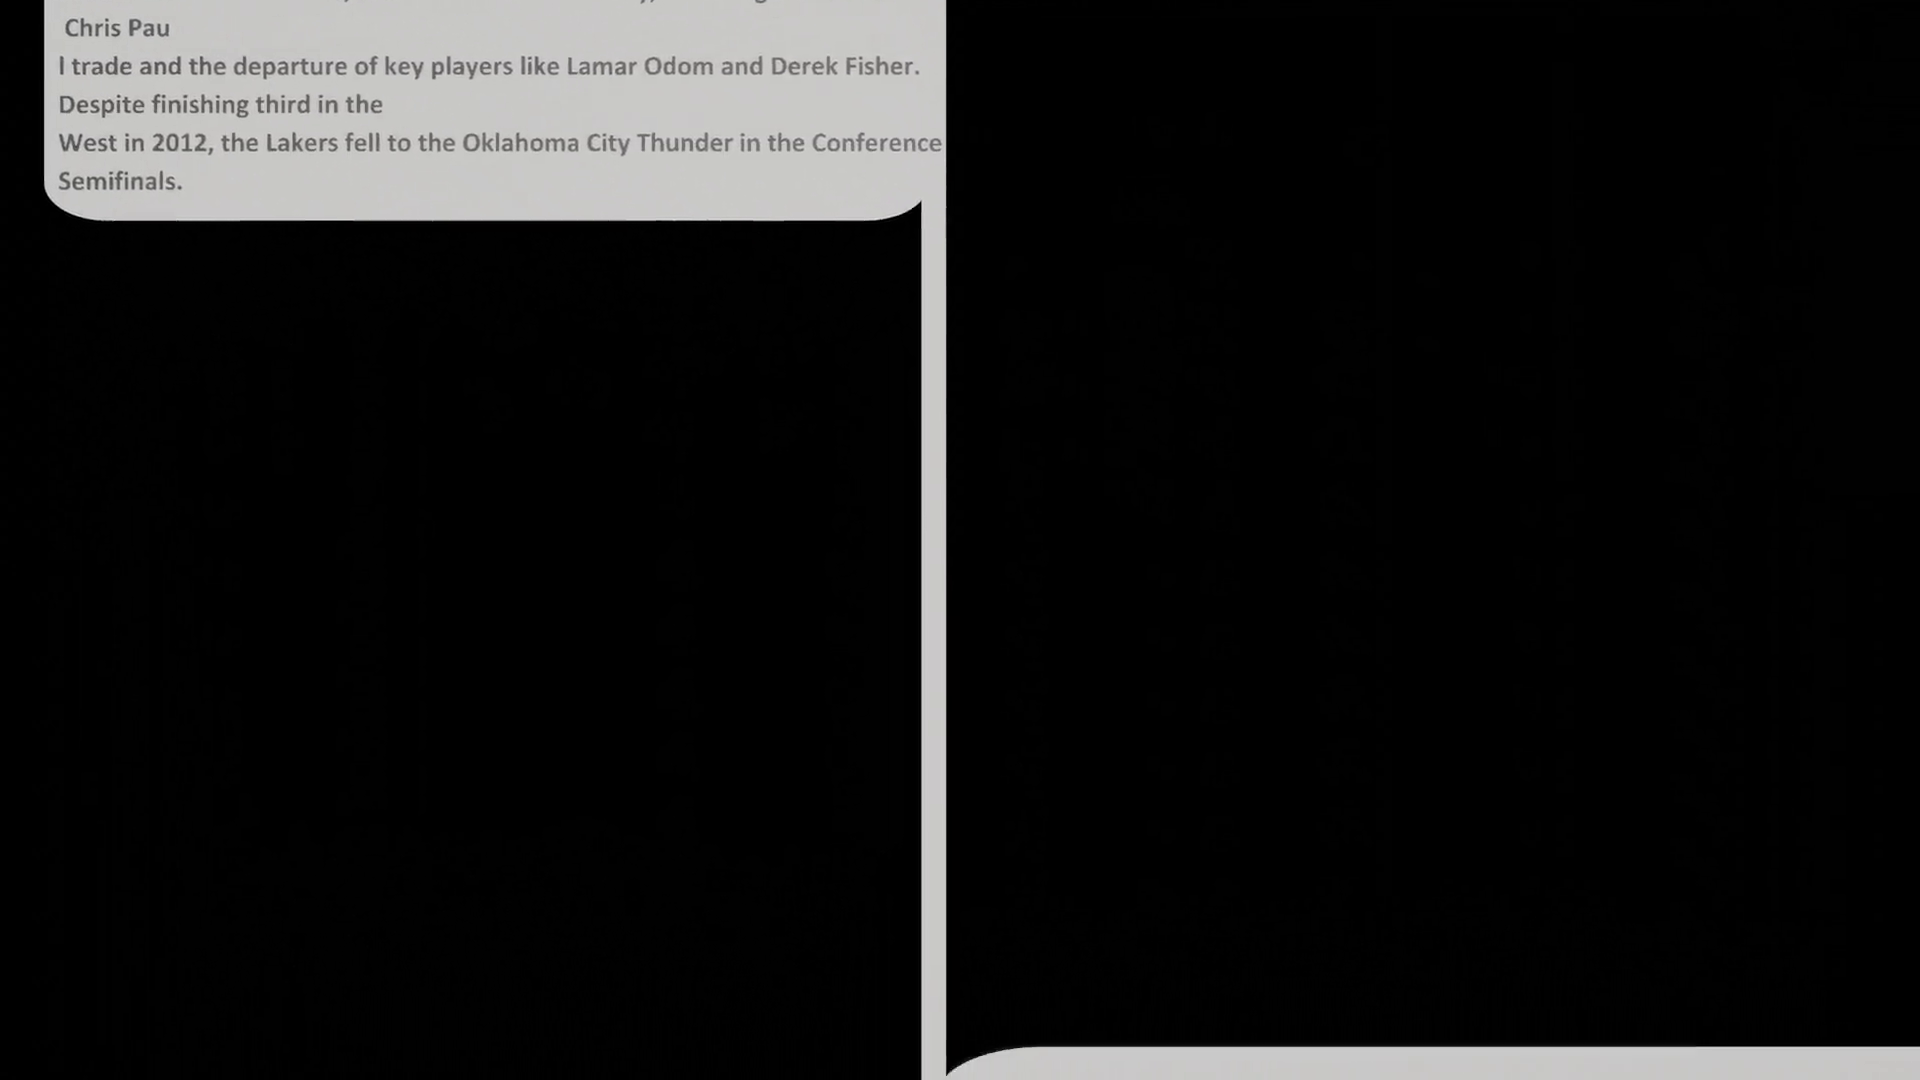 Chris Pau
l trade and the departure of key players like Lamar Odom and Derek Fisher.
Despite finishing third in the
West in 2012, the Lakers fell to the Oklahoma City Thunder in the Conference
Semifinals.